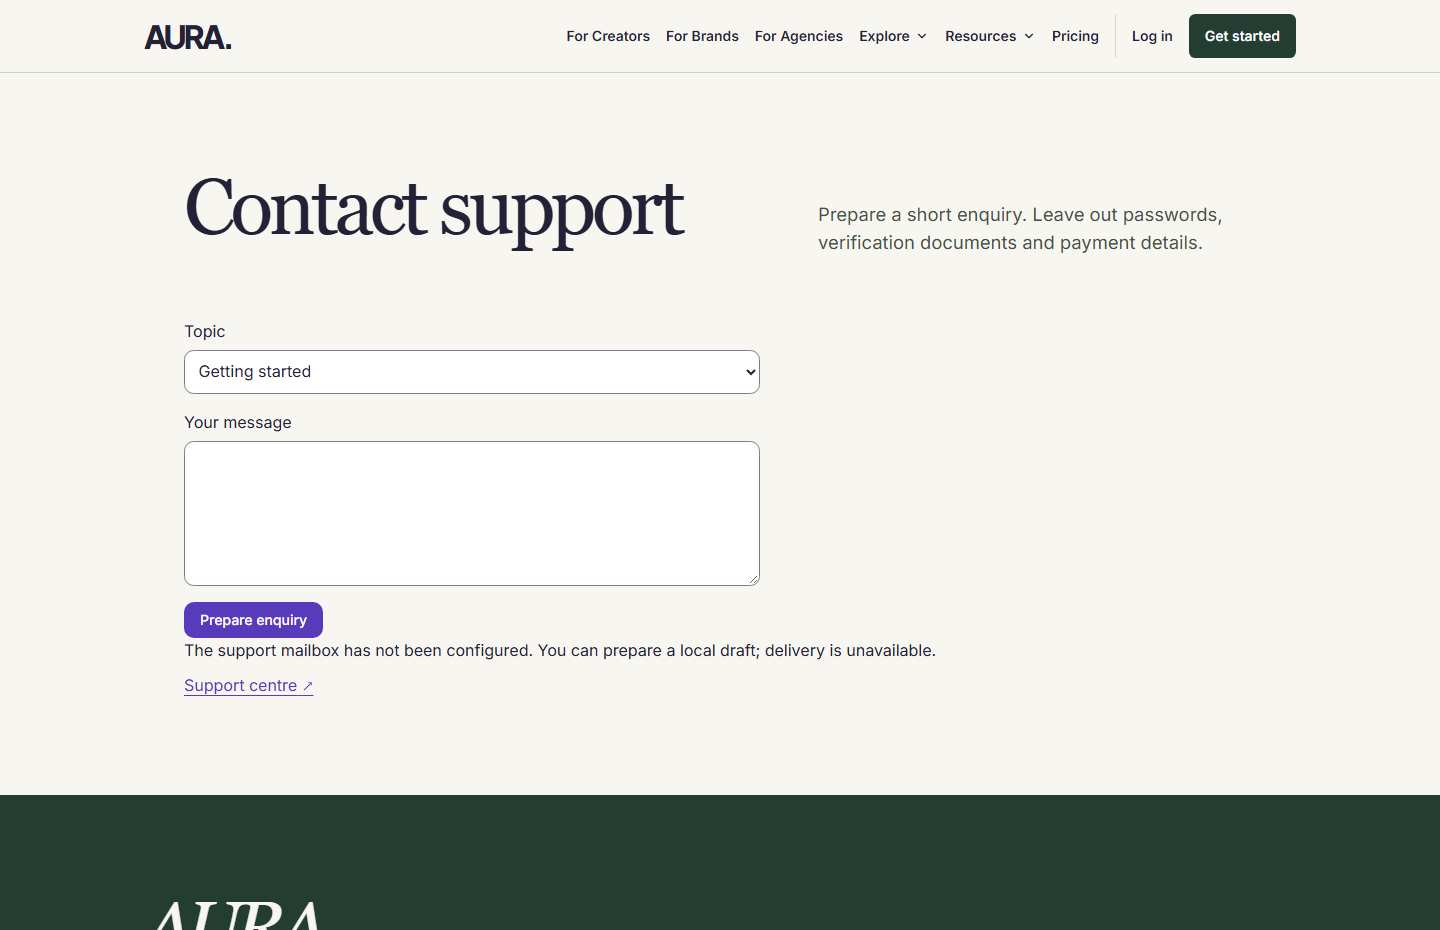 AURA.
For Creators For Brands For Agencies Explore Resources Pricing Log in Get started
Contact support
Prepare a short enquiry. Leave out passwords,
verification documents and payment details.
Topic
Getting started
Your message
Prepare enquiry
The support mailbox has not been configured. You can prepare a local draft; delivery is unavailable.
Support centre ↗
AURA